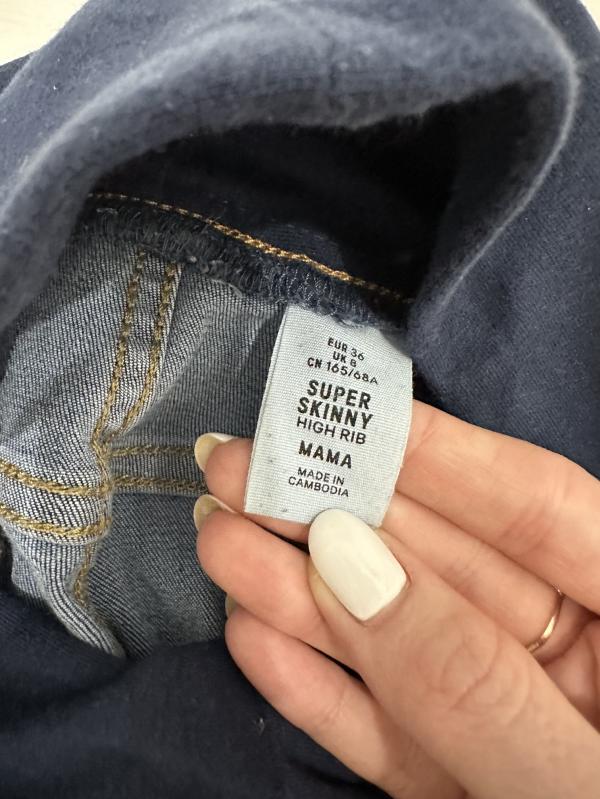 EUR 36
UK 8
CN 165/68A
SUPER
SKINNY
HIGH RIB
MAMA
MADE IN
CAMBODIA